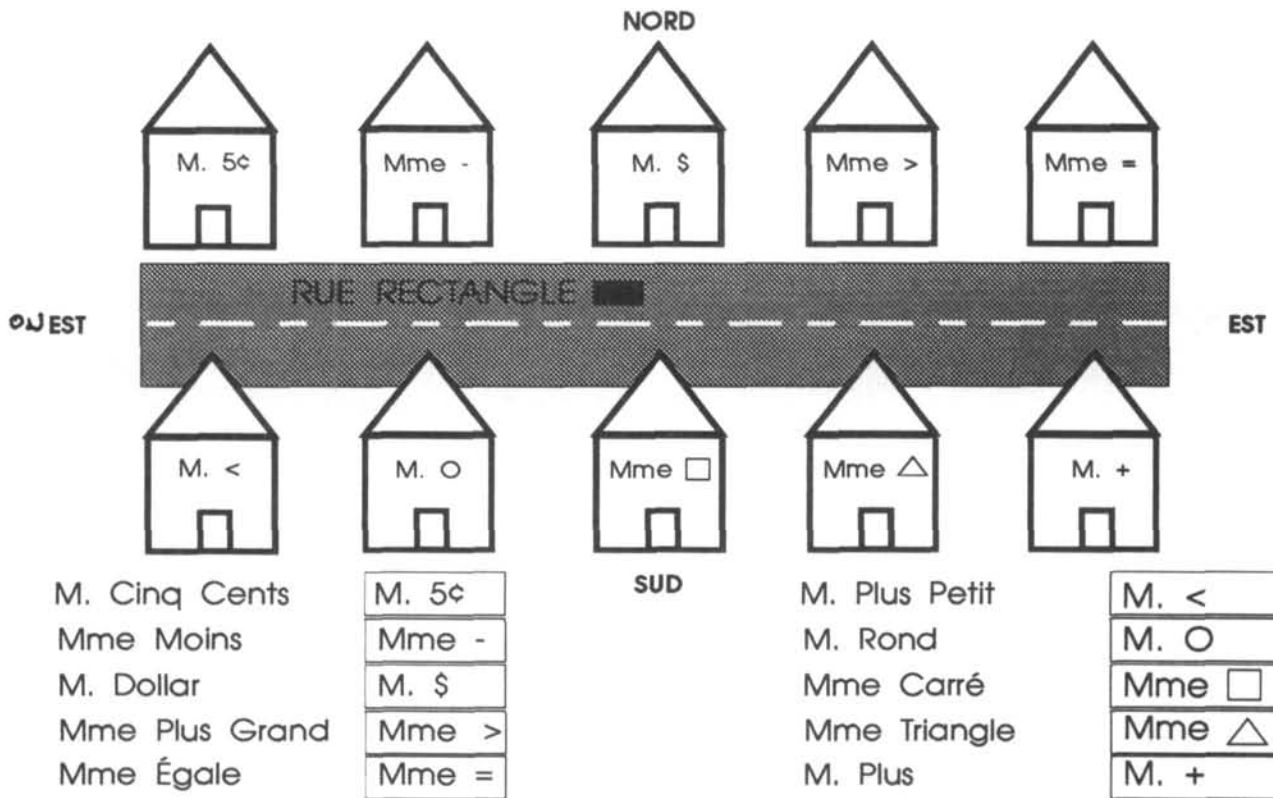 NORD
M. 5¢ Mme - M. $ Mme > Mme =
RUE RECTANGLE
OUEST EST
M. < M. O Mme □ Mme △ M. +
SUD
M. Cinq Cents M. 5¢ M. Plus Petit M. <
Mme Moins Mme - M. Rond M. O
M. Dollar M. $ Mme Carré Mme □
Mme Plus Grand Mme > Mme Triangle Mme △
Mme Égale Mme = M. Plus M. +